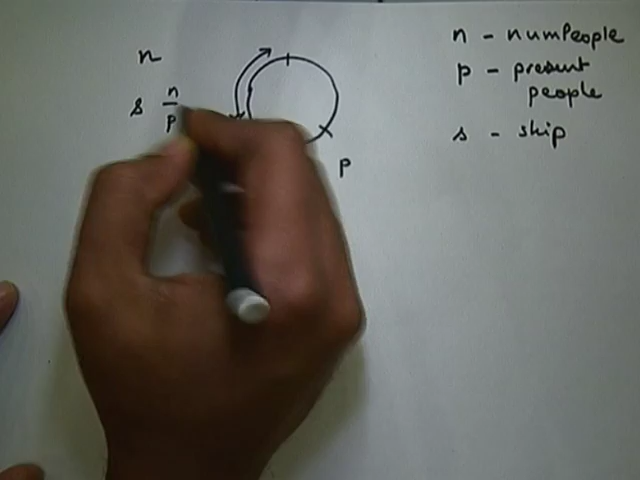 n
s n/p
p
n - numPeople
p - present
people
s - skip